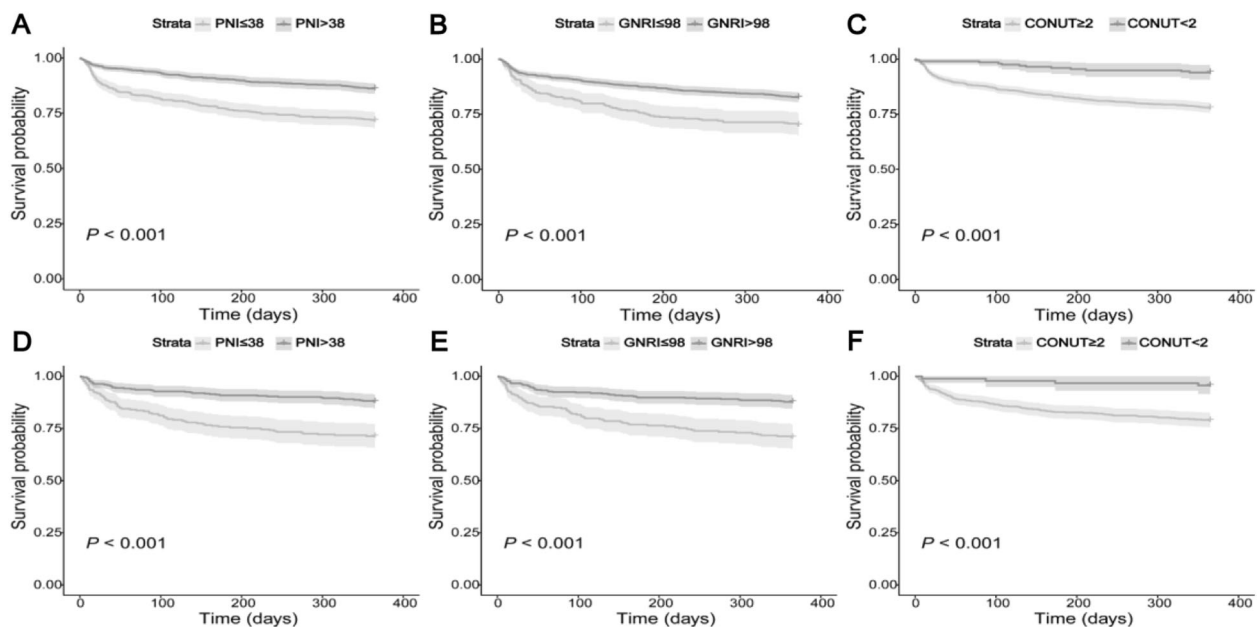 A
Strata PNI≤38 PNI>38
Survival probability
1.00
0.75
0.50
0.25
0.00
P < 0.001
0 100 200 300 400
Time (days)
B
Strata GNRI≤98 GNRI>98
Survival probability
1.00
0.75
0.50
0.25
0.00
P < 0.001
0 100 200 300 400
Time (days)
C
Strata CONUT≥2 CONUT<2
Survival probability
1.00
0.75
0.50
0.25
0.00
P < 0.001
0 100 200 300 400
Time (days)
D
Strata PNI≤38 PNI>38
Survival probability
1.00
0.75
0.50
0.25
0.00
P < 0.001
0 100 200 300 400
Time (days)
E
Strata GNRI≤98 GNRI>98
Survival probability
1.00
0.75
0.50
0.25
0.00
P < 0.001
0 100 200 300 400
Time (days)
F
Strata CONUT≥2 CONUT<2
Survival probability
1.00
0.75
0.50
0.25
0.00
P < 0.001
0 100 200 300 400
Time (days)